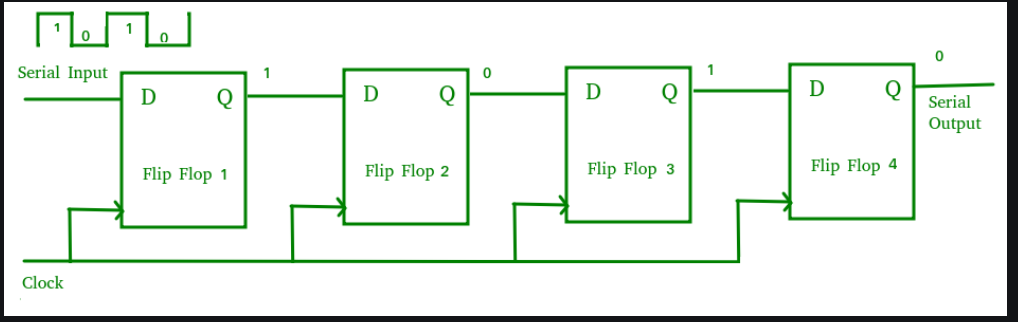 1 0 1 0
Serial Input
1 0 1 0
D Q D Q D Q D Q
Serial
Output
Flip Flop 1 Flip Flop 2 Flip Flop 3 Flip Flop 4
Clock